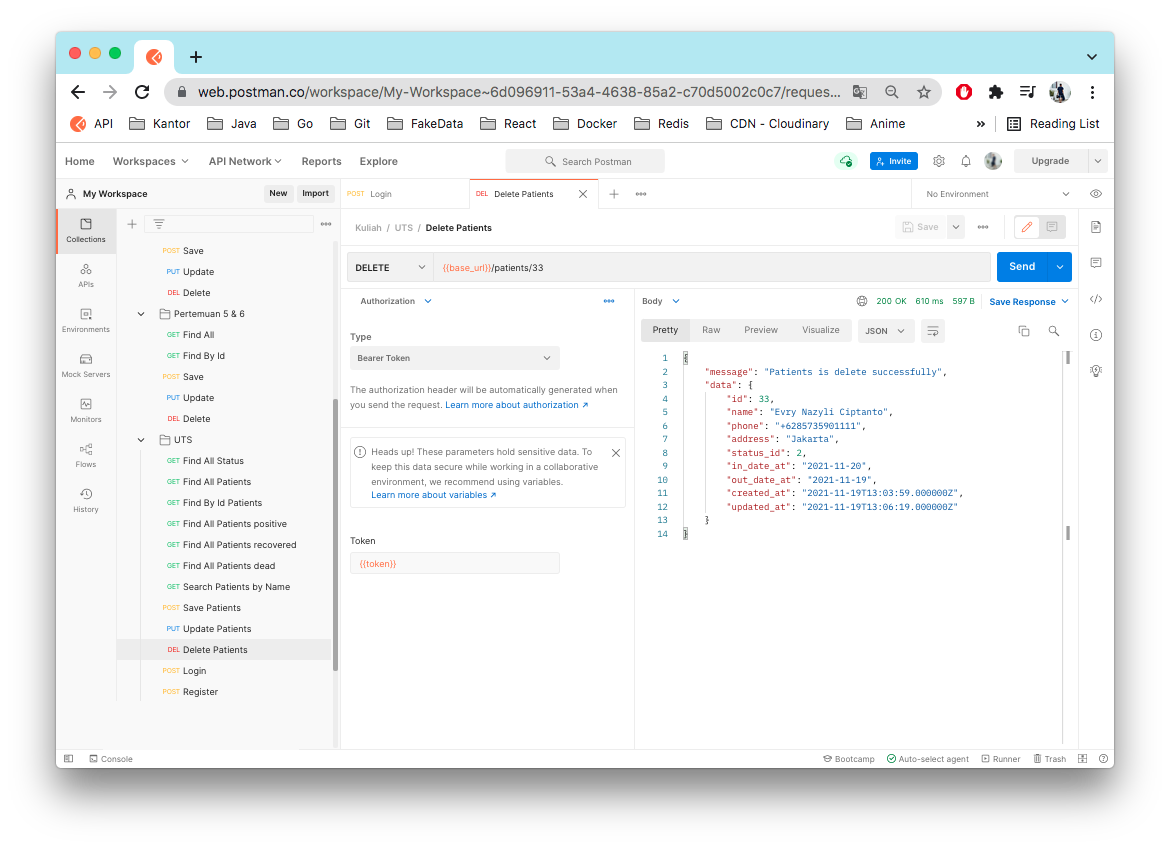 web.postman.co/workspace/My-Workspace~6d096911-53a4-4638-85a2-c70d5002c0c7/reques...
API Kantor Java Go Git FakeData React Docker Redis CDN - Cloudinary Anime » Reading List
Home Workspaces API Network Reports Explore Search Postman Invite Upgrade
My Workspace New Import POST Login DEL Delete Patients No Environment
Collections
APIs
Environments
Mock Servers
Monitors
Flows
History
POST Save
PUT Update
DEL Delete
Pertemuan 5 & 6
GET Find All
GET Find By Id
POST Save
PUT Update
DEL Delete
UTS
GET Find All Status
GET Find All Patients
GET Find By Id Patients
GET Find All Patients positive
GET Find All Patients recovered
GET Find All Patients dead
GET Search Patients by Name
POST Save Patients
PUT Update Patients
DEL Delete Patients
POST Login
POST Register
Kuliah / UTS / Delete Patients Save
DELETE {{base_url}}/patients/33 Send
Authorization
Type
Bearer Token
The authorization header will be automatically generated when
you send the request. Learn more about authorization ↗
Heads up! These parameters hold sensitive data. To
keep this data secure while working in a collaborative
environment, we recommend using variables.
Learn more about variables ↗
Token
{{token}}
Body 200 OK 610 ms 597 B Save Response
Pretty Raw Preview Visualize JSON
1 {
2 "message": "Patients is delete successfully",
3 "data": {
4 "id": 33,
5 "name": "Evry Nazyli Ciptanto",
6 "phone": "+6285735901111",
7 "address": "Jakarta",
8 "status_id": 2,
9 "in_date_at": "2021-11-20",
10 "out_date_at": "2021-11-19",
11 "created_at": "2021-11-19T13:03:59.000000Z",
12 "updated_at": "2021-11-19T13:06:19.000000Z"
13 }
14 }
Console Bootcamp Auto-select agent Runner Trash